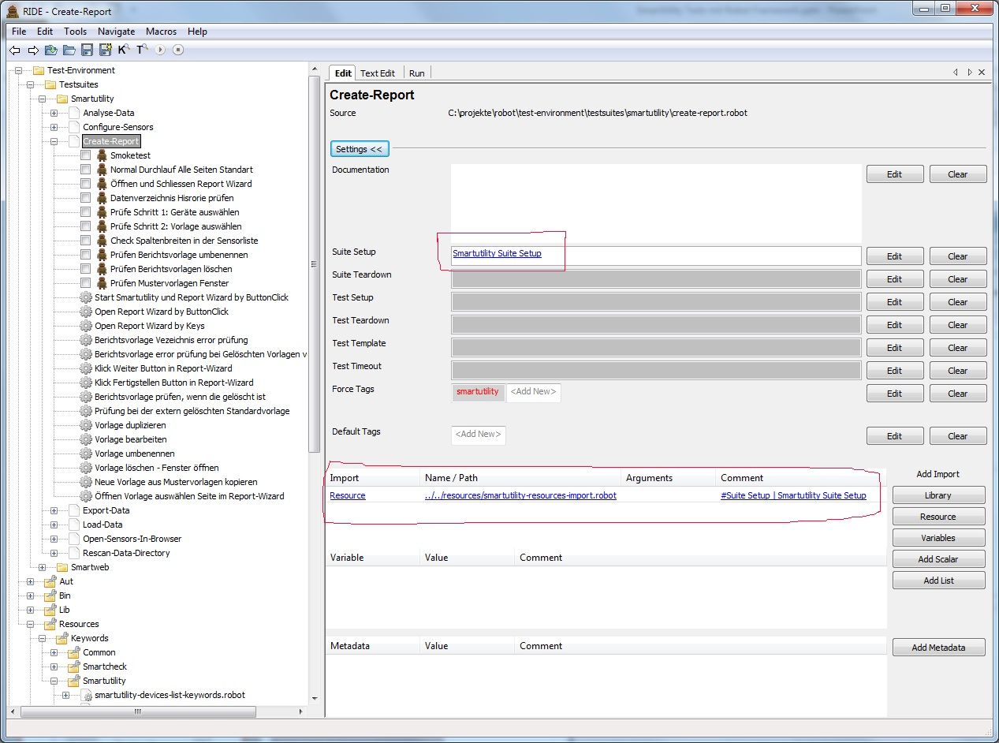 RIDE - Create-Report
File Edit Tools Navigate Macros Help
Test-Environment
Testsuites
Smartutility
Analyse-Data
Configure-Sensors
Create-Report
Smoketest
Normal Durchlauf Alle Seiten Standart
Öffnen und Schliessen Report Wizard
Datenverzeichnis Hisrorie prüfen
Prüfe Schritt 1: Geräte auswählen
Prüfe Schritt 2: Vorlage auswählen
Check Spaltenbreiten in der Sensorliste
Prüfen Berichtsvorlage umbenennen
Prüfen Berichtsvorlagen löschen
Prüfen Mustervorlagen Fenster
Start Smartutility und Report Wizard by ButtonClick
Open Report Wizard by ButtonClick
Open Report Wizard by Keys
Berichtsvorlage Vezeichnis error prüfung
Berichtsvorlage error prüfung bei Gelöschten Vorlagen v
Klick Weiter Button in Report-Wizard
Klick Fertigstellen Button in Report-Wizard
Berichtsvorlage prüfen, wenn die gelöscht ist
Prüfung bei der extern gelöschten Standardvorlage
Vorlage duplizieren
Vorlage bearbeiten
Vorlage umbenennen
Vorlage löschen - Fenster öffnen
Neue Vorlage aus Mustervorlagen kopieren
Öffnen Vorlage auswählen Seite im Report-Wizard
Export-Data
Load-Data
Open-Sensors-In-Browser
Rescan-Data-Directory
Smartweb
Aut
Bin
Lib
Resources
Keywords
Common
Smartcheck
Smartutility
smartutility-devices-list-keywords.robot
Edit Text Edit Run
Create-Report
Source C:\projekte\robot\test-environment\testsuites\smartutility\create-report.robot
Settings <<
Documentation Edit Clear
Suite Setup Smartutility Suite Setup Edit Clear
Suite Teardown Edit Clear
Test Setup Edit Clear
Test Teardown Edit Clear
Test Template Edit Clear
Test Timeout Edit Clear
Force Tags smartutility <Add New> Edit Clear
Default Tags <Add New> Edit Clear
Import Name / Path Arguments Comment Add Import
Resource ../../resources/smartutility-resources-import.robot #Suite Setup | Smartutility Suite Setup Library
Resource
Variables
Variable Value Comment Add Scalar
Add List
Metadata Value Comment Add Metadata